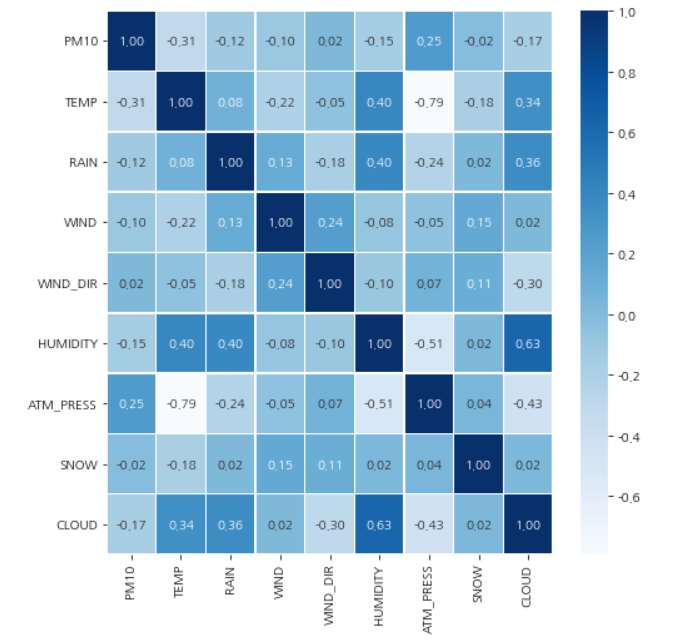 PM10 1.00 -0.31 -0.12 -0.10 0.02 -0.15 0.25 -0.02 -0.17
TEMP -0.31 1.00 0.08 -0.22 -0.05 0.40 -0.79 -0.18 0.34
RAIN -0.12 0.08 1.00 0.13 -0.18 0.40 -0.24 0.02 0.36
WIND -0.10 -0.22 0.13 1.00 0.24 -0.08 -0.05 0.15 0.02
WIND_DIR 0.02 -0.05 -0.18 0.24 1.00 -0.10 0.07 0.11 -0.30
HUMIDITY -0.15 0.40 0.40 -0.08 -0.10 1.00 -0.51 0.02 0.63
ATM_PRESS 0.25 -0.79 -0.24 -0.05 0.07 -0.51 1.00 0.04 -0.43
SNOW -0.02 -0.18 0.02 0.15 0.11 0.02 0.04 1.00 0.02
CLOUD -0.17 0.34 0.36 0.02 -0.30 0.63 -0.43 0.02 1.00
PM10 TEMP RAIN WIND WIND_DIR HUMIDITY ATM_PRESS SNOW CLOUD
1.0
0.8
0.6
0.4
0.2
0.0
-0.2
-0.4
-0.6